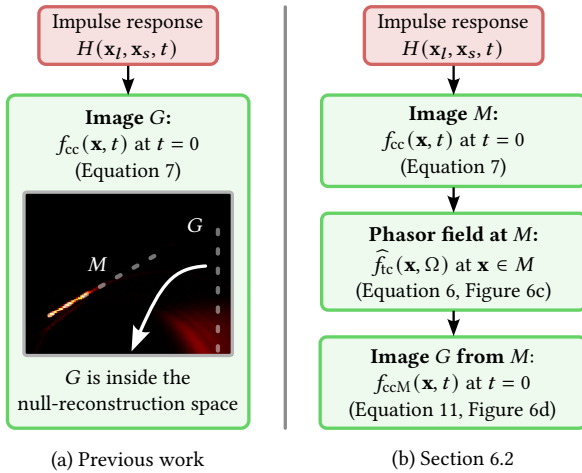 Impulse response
H(x_l, x_s, t)
Image G:
f_cc(x, t) at t = 0
(Equation 7)
G
M
G is inside the
null-reconstruction space
(a) Previous work
Impulse response
H(x_l, x_s, t)
Image M:
f_cc(x, t) at t = 0
(Equation 7)
Phasor field at M:
\widehat{f}_tc(x, Ω) at x ∈ M
(Equation 6, Figure 6c)
Image G from M:
f_ccM(x, t) at t = 0
(Equation 11, Figure 6d)
(b) Section 6.2